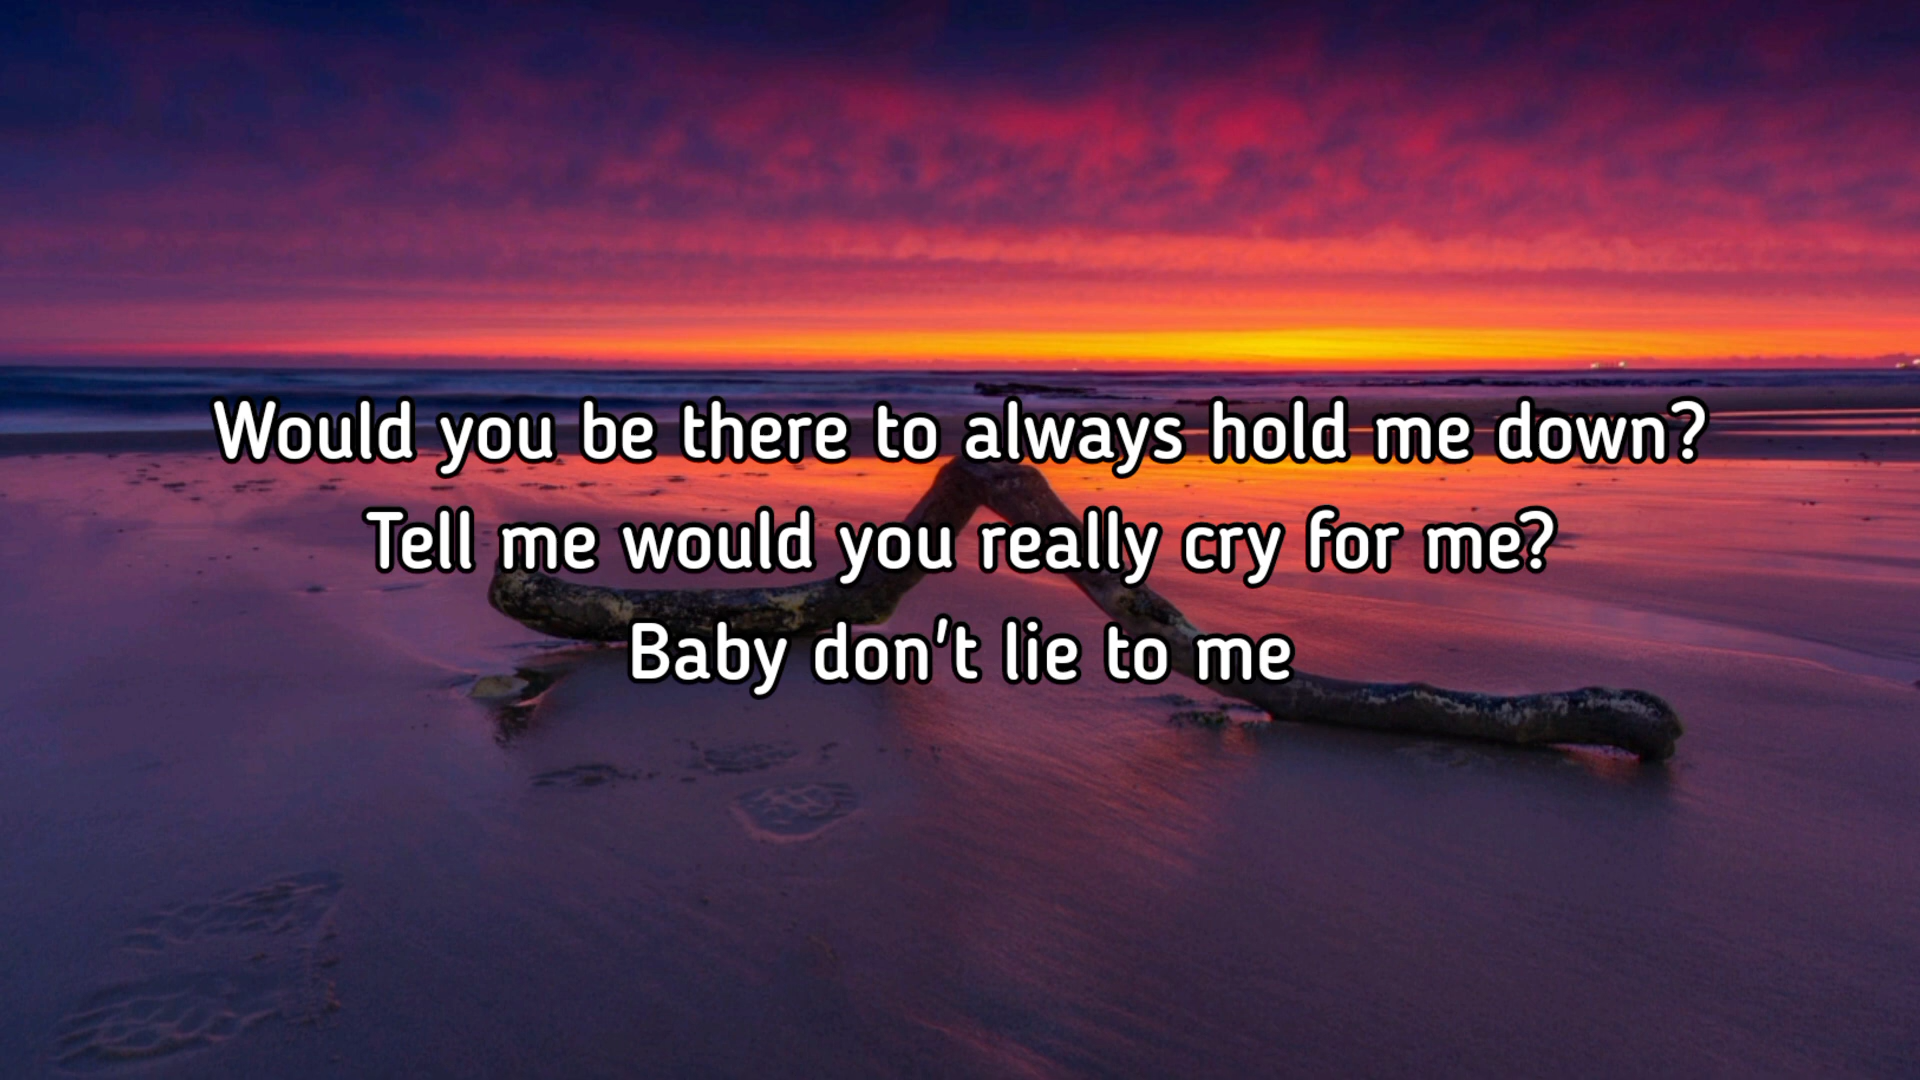 Would you be there to always hold me down?
Tell me would you really cry for me?
Baby don't lie to me